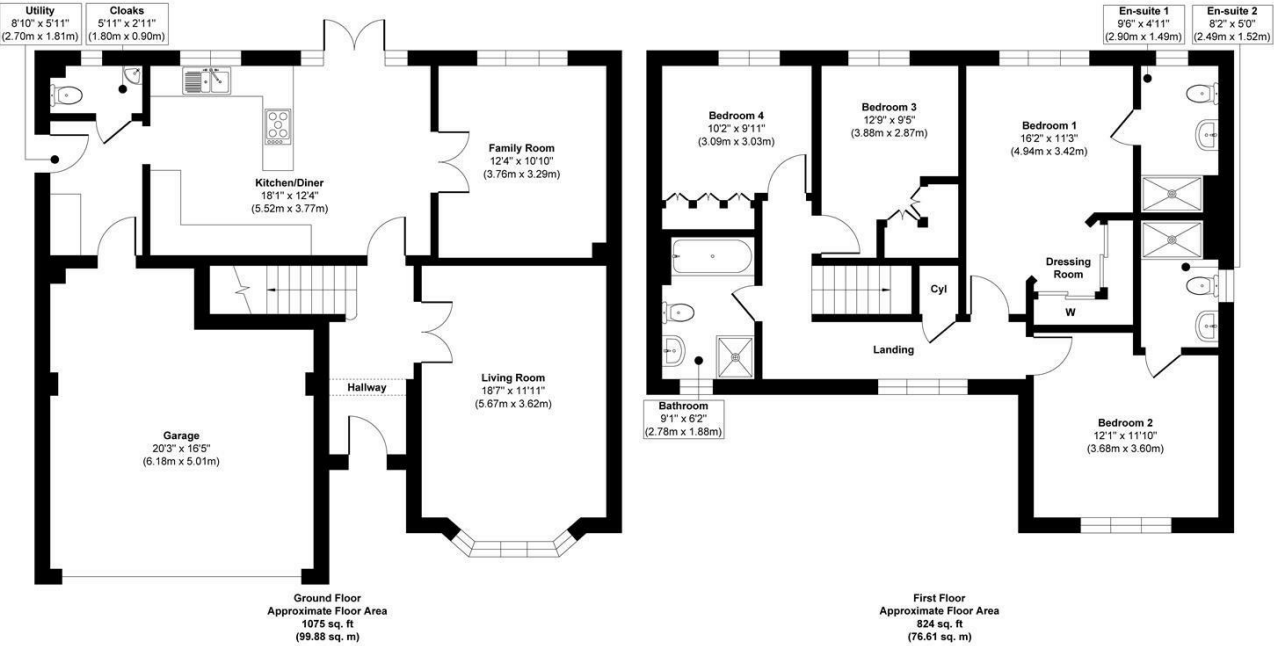 Utility
8'10" x 5'11"
(2.70m x 1.81m)
Cloaks
5'11" x 2'11"
(1.80m x 0.90m)
Kitchen/Diner
18'1" x 12'4"
(5.52m x 3.77m)
Family Room
12'4" x 10'10"
(3.76m x 3.29m)
Living Room
18'7" x 11'11"
(5.67m x 3.62m)
Hallway
Garage
20'3" x 16'5"
(6.18m x 5.01m)
Ground Floor
Approximate Floor Area
1075 sq. ft
(99.88 sq. m)
En-suite 1
9'6" x 4'11"
(2.90m x 1.49m)
En-suite 2
8'2" x 5'0"
(2.49m x 1.52m)
Bedroom 4
10'2" x 9'11"
(3.09m x 3.03m)
Bedroom 3
12'9" x 9'5"
(3.88m x 2.87m)
Bedroom 1
16'2" x 11'3"
(4.94m x 3.42m)
Dressing
Room
W
Cyl
Landing
Bathroom
9'1" x 6'2"
(2.78m x 1.88m)
Bedroom 2
12'1" x 11'10"
(3.68m x 3.60m)
First Floor
Approximate Floor Area
824 sq. ft
(76.61 sq. m)